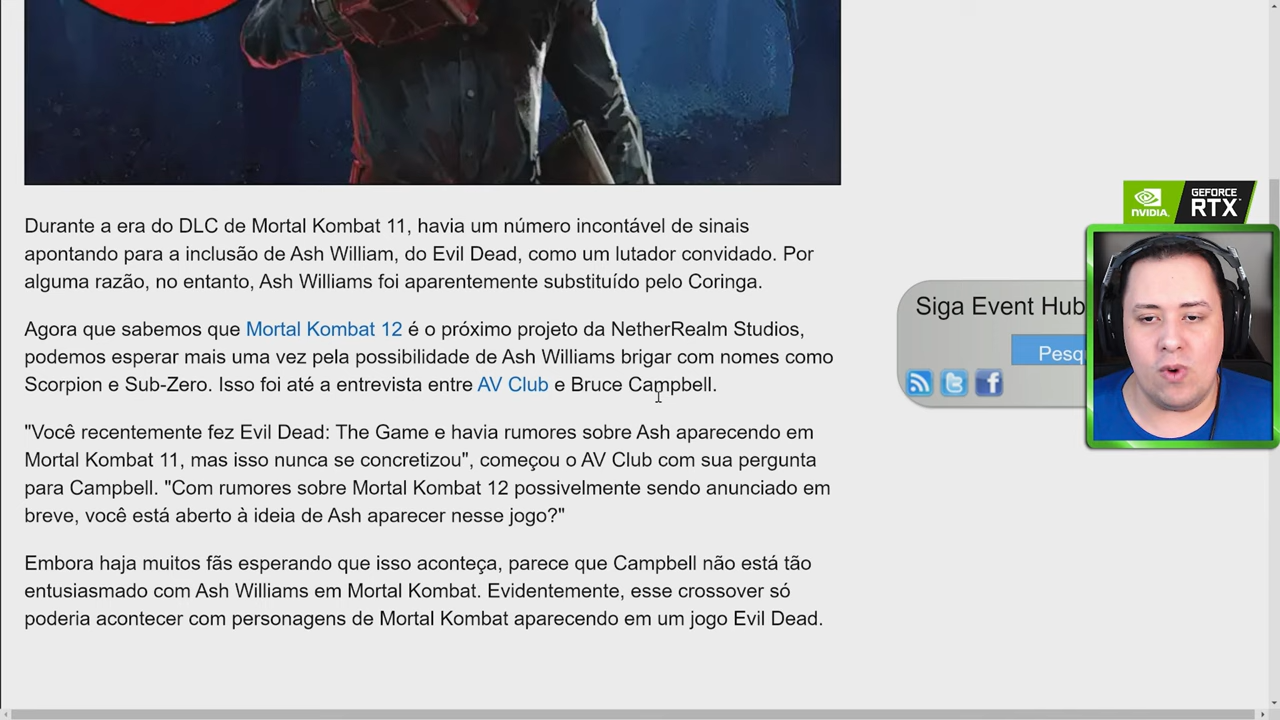 Durante a era do DLC de Mortal Kombat 11, havia um número incontável de sinais
apontando para a inclusão de Ash William, do Evil Dead, como um lutador convidado. Por
alguma razão, no entanto, Ash Williams foi aparentemente substituído pelo Coringa.
Agora que sabemos que Mortal Kombat 12 é o próximo projeto da NetherRealm Studios,
podemos esperar mais uma vez pela possibilidade de Ash Williams brigar com nomes como
Scorpion e Sub-Zero. Isso foi até a entrevista entre AV Club e Bruce Campbell.
"Você recentemente fez Evil Dead: The Game e havia rumores sobre Ash aparecendo em
Mortal Kombat 11, mas isso nunca se concretizou", começou o AV Club com sua pergunta
para Campbell. "Com rumores sobre Mortal Kombat 12 possivelmente sendo anunciado em
breve, você está aberto à ideia de Ash aparecer nesse jogo?"
Embora haja muitos fãs esperando que isso aconteça, parece que Campbell não está tão
entusiasmado com Ash Williams em Mortal Kombat. Evidentemente, esse crossover só
poderia acontecer com personagens de Mortal Kombat aparecendo em um jogo Evil Dead.
NVIDIA.
GEFORCE
RTX
Siga Event Hub
Pesq